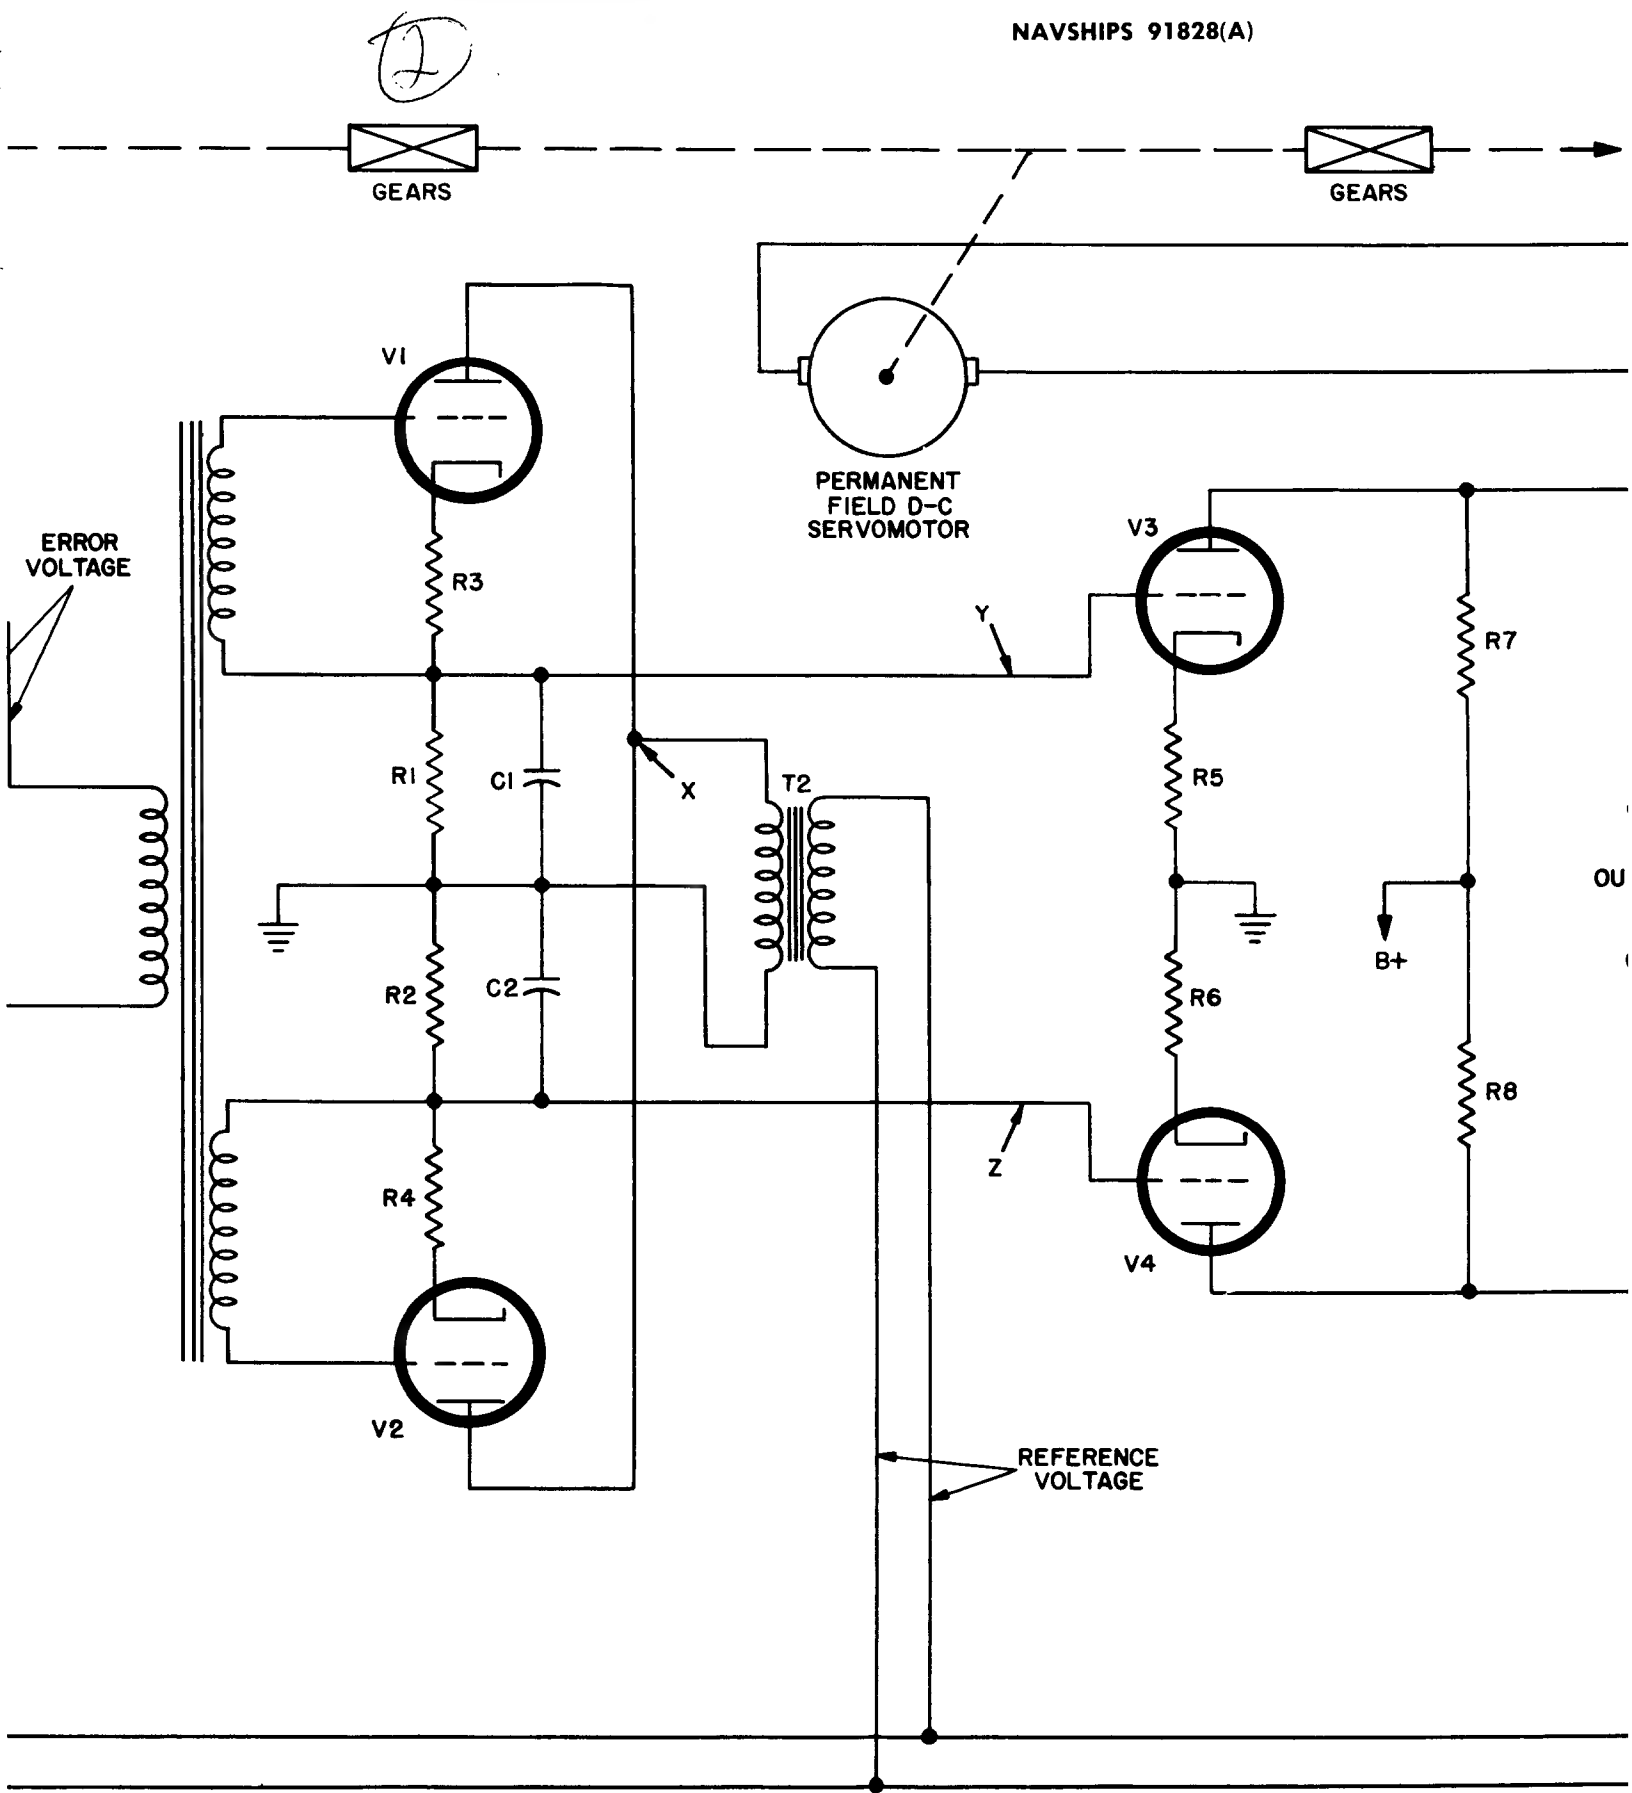 NAVSHIPS 91828(A)
2
GEARS
GEARS
V1
PERMANENT
FIELD D-C
SERVOMOTOR
V3
ERROR
VOLTAGE
R3
Y
R7
R1
C1
X
T2
R5
OU
B+
R2
C2
R6
R8
Z
R4
V4
V2
REFERENCE
VOLTAGE